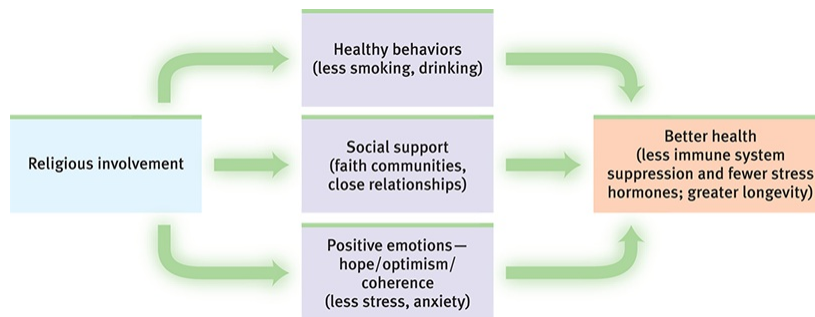 Religious involvement
Healthy behaviors
(less smoking, drinking)
Social support
(faith communities,
close relationships)
Positive emotions—
hope/optimism/
coherence
(less stress, anxiety)
Better health
(less immune system
suppression and fewer stress
hormones; greater longevity)